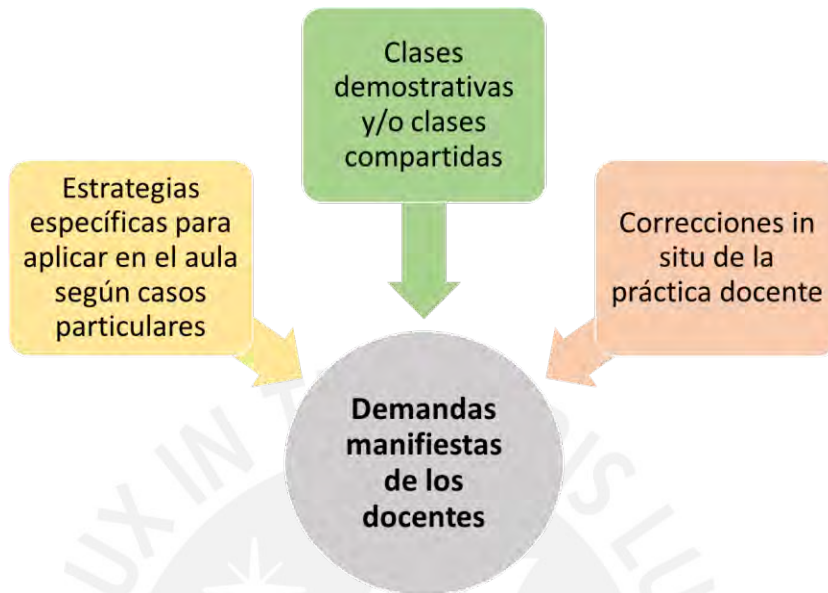 Clases
demostrativas
y/o clases
compartidas
Estrategias
específicas para
aplicar en el aula
según casos
particulares
Correcciones in
situ de la
práctica docente
Demandas
manifiestas
de los
docentes